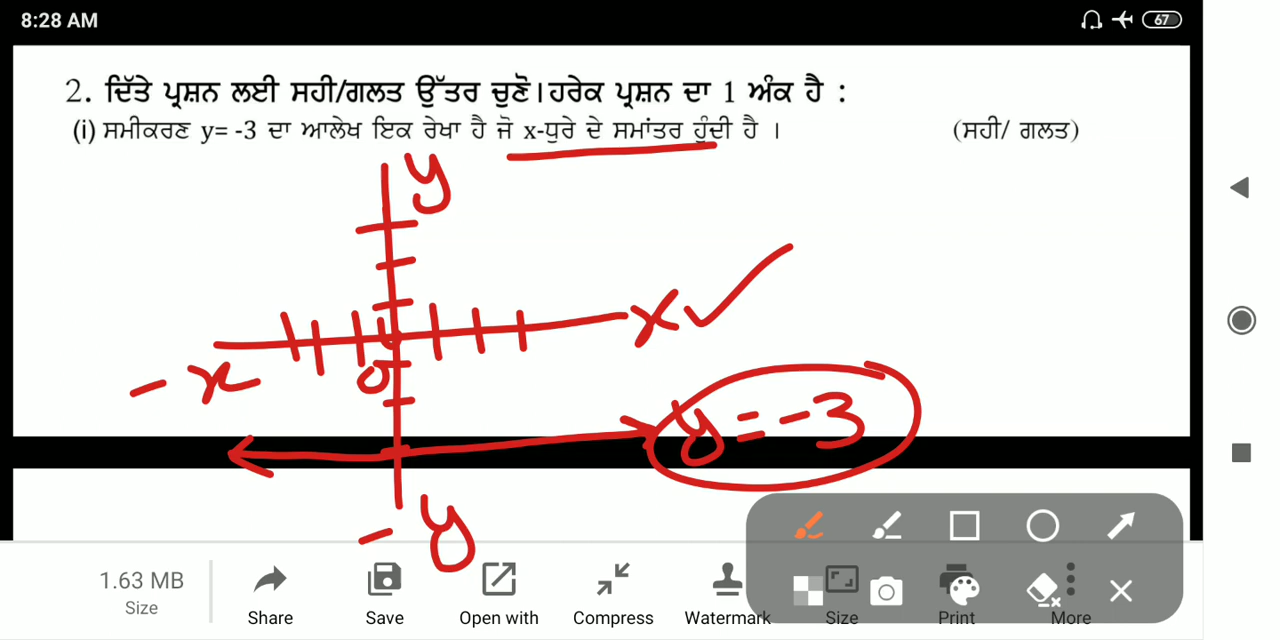 8:28 AM
67
2. ਦਿੱਤੇ ਪ੍ਰਸ਼ਨ ਲਈ ਸਹੀ/ਗਲਤ ਉੱਤਰ ਚੁਣੋ।ਹਰੇਕ ਪ੍ਰਸ਼ਨ ਦਾ 1 ਅੰਕ ਹੈ :
(i) ਸਮੀਕਰਣ y= -3 ਦਾ ਆਲੇਖ ਇਕ ਰੇਖਾ ਹੈ ਜੋ x-ਧੁਰੇ ਦੇ ਸਮਾਂਤਰ ਹੁੰਦੀ ਹੈ । (ਸਹੀ/ ਗਲਤ)
y
x
-x
0
y = -3
-y
1.63 MB
Size
Share
Save
Open with
Compress
Watermark
Size
Print
More